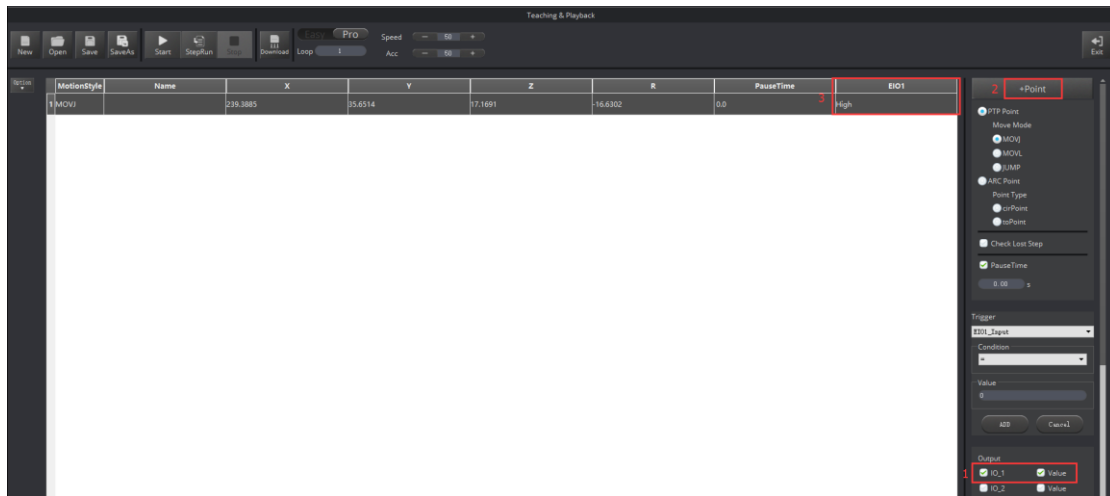 Teaching & Playback
Easy Pro
New Open Save SaveAs Start StepRun Stop Download Loop 1
Speed - 50 +
Acc - 50 +
Exit
Option
MotionStyle Name X Y Z R PauseTime EIO1
1 MOVJ 239.3885 35.6514 17.1691 -16.6302 0.0 3 High
2 +Point
PTP Point
Move Mode
MOVJ
MOVL
JUMP
ARC Point
Point Type
cirPoint
toPoint
Check Lost Step
PauseTime
0.00 s
Trigger
EIO1_Input
Condition
=
Value
0
ADD Cancel
Output
1 IO_1 Value
IO_2 Value